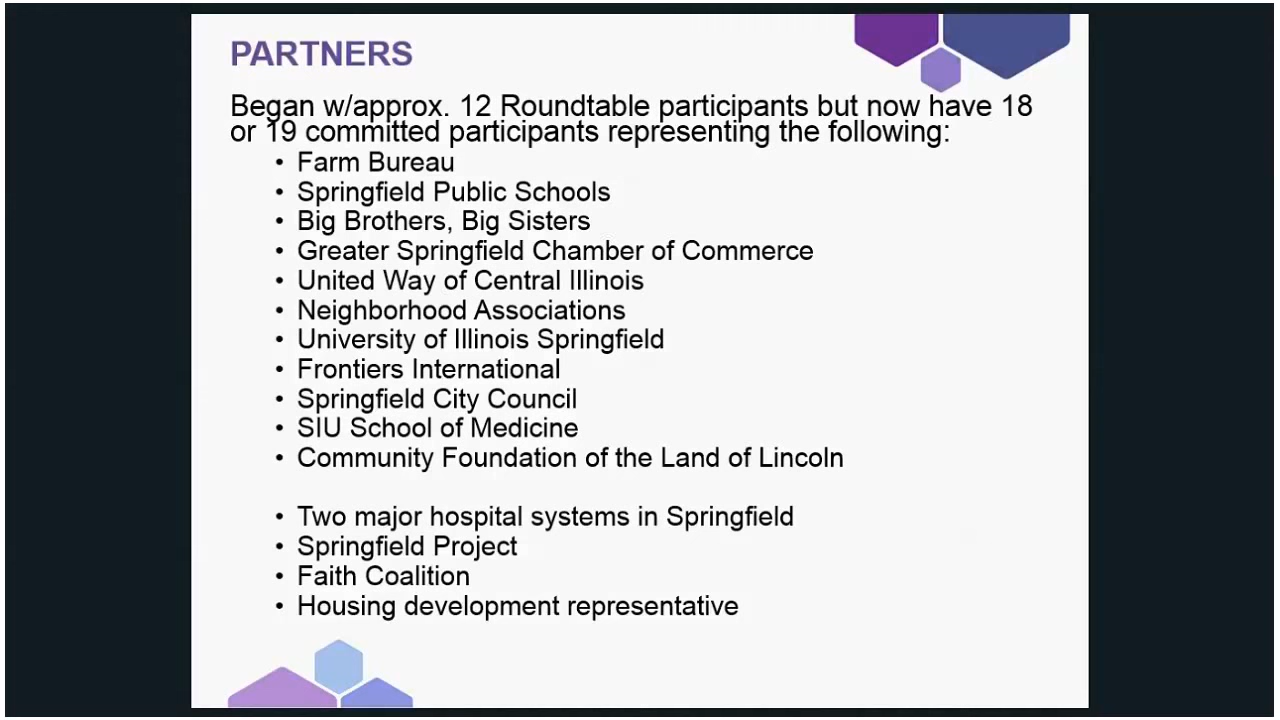 PARTNERS
Began w/approx. 12 Roundtable participants but now have 18
or 19 committed participants representing the following:
• Farm Bureau
• Springfield Public Schools
• Big Brothers, Big Sisters
• Greater Springfield Chamber of Commerce
• United Way of Central Illinois
• Neighborhood Associations
• University of Illinois Springfield
• Frontiers International
• Springfield City Council
• SIU School of Medicine
• Community Foundation of the Land of Lincoln
• Two major hospital systems in Springfield
• Springfield Project
• Faith Coalition
• Housing development representative